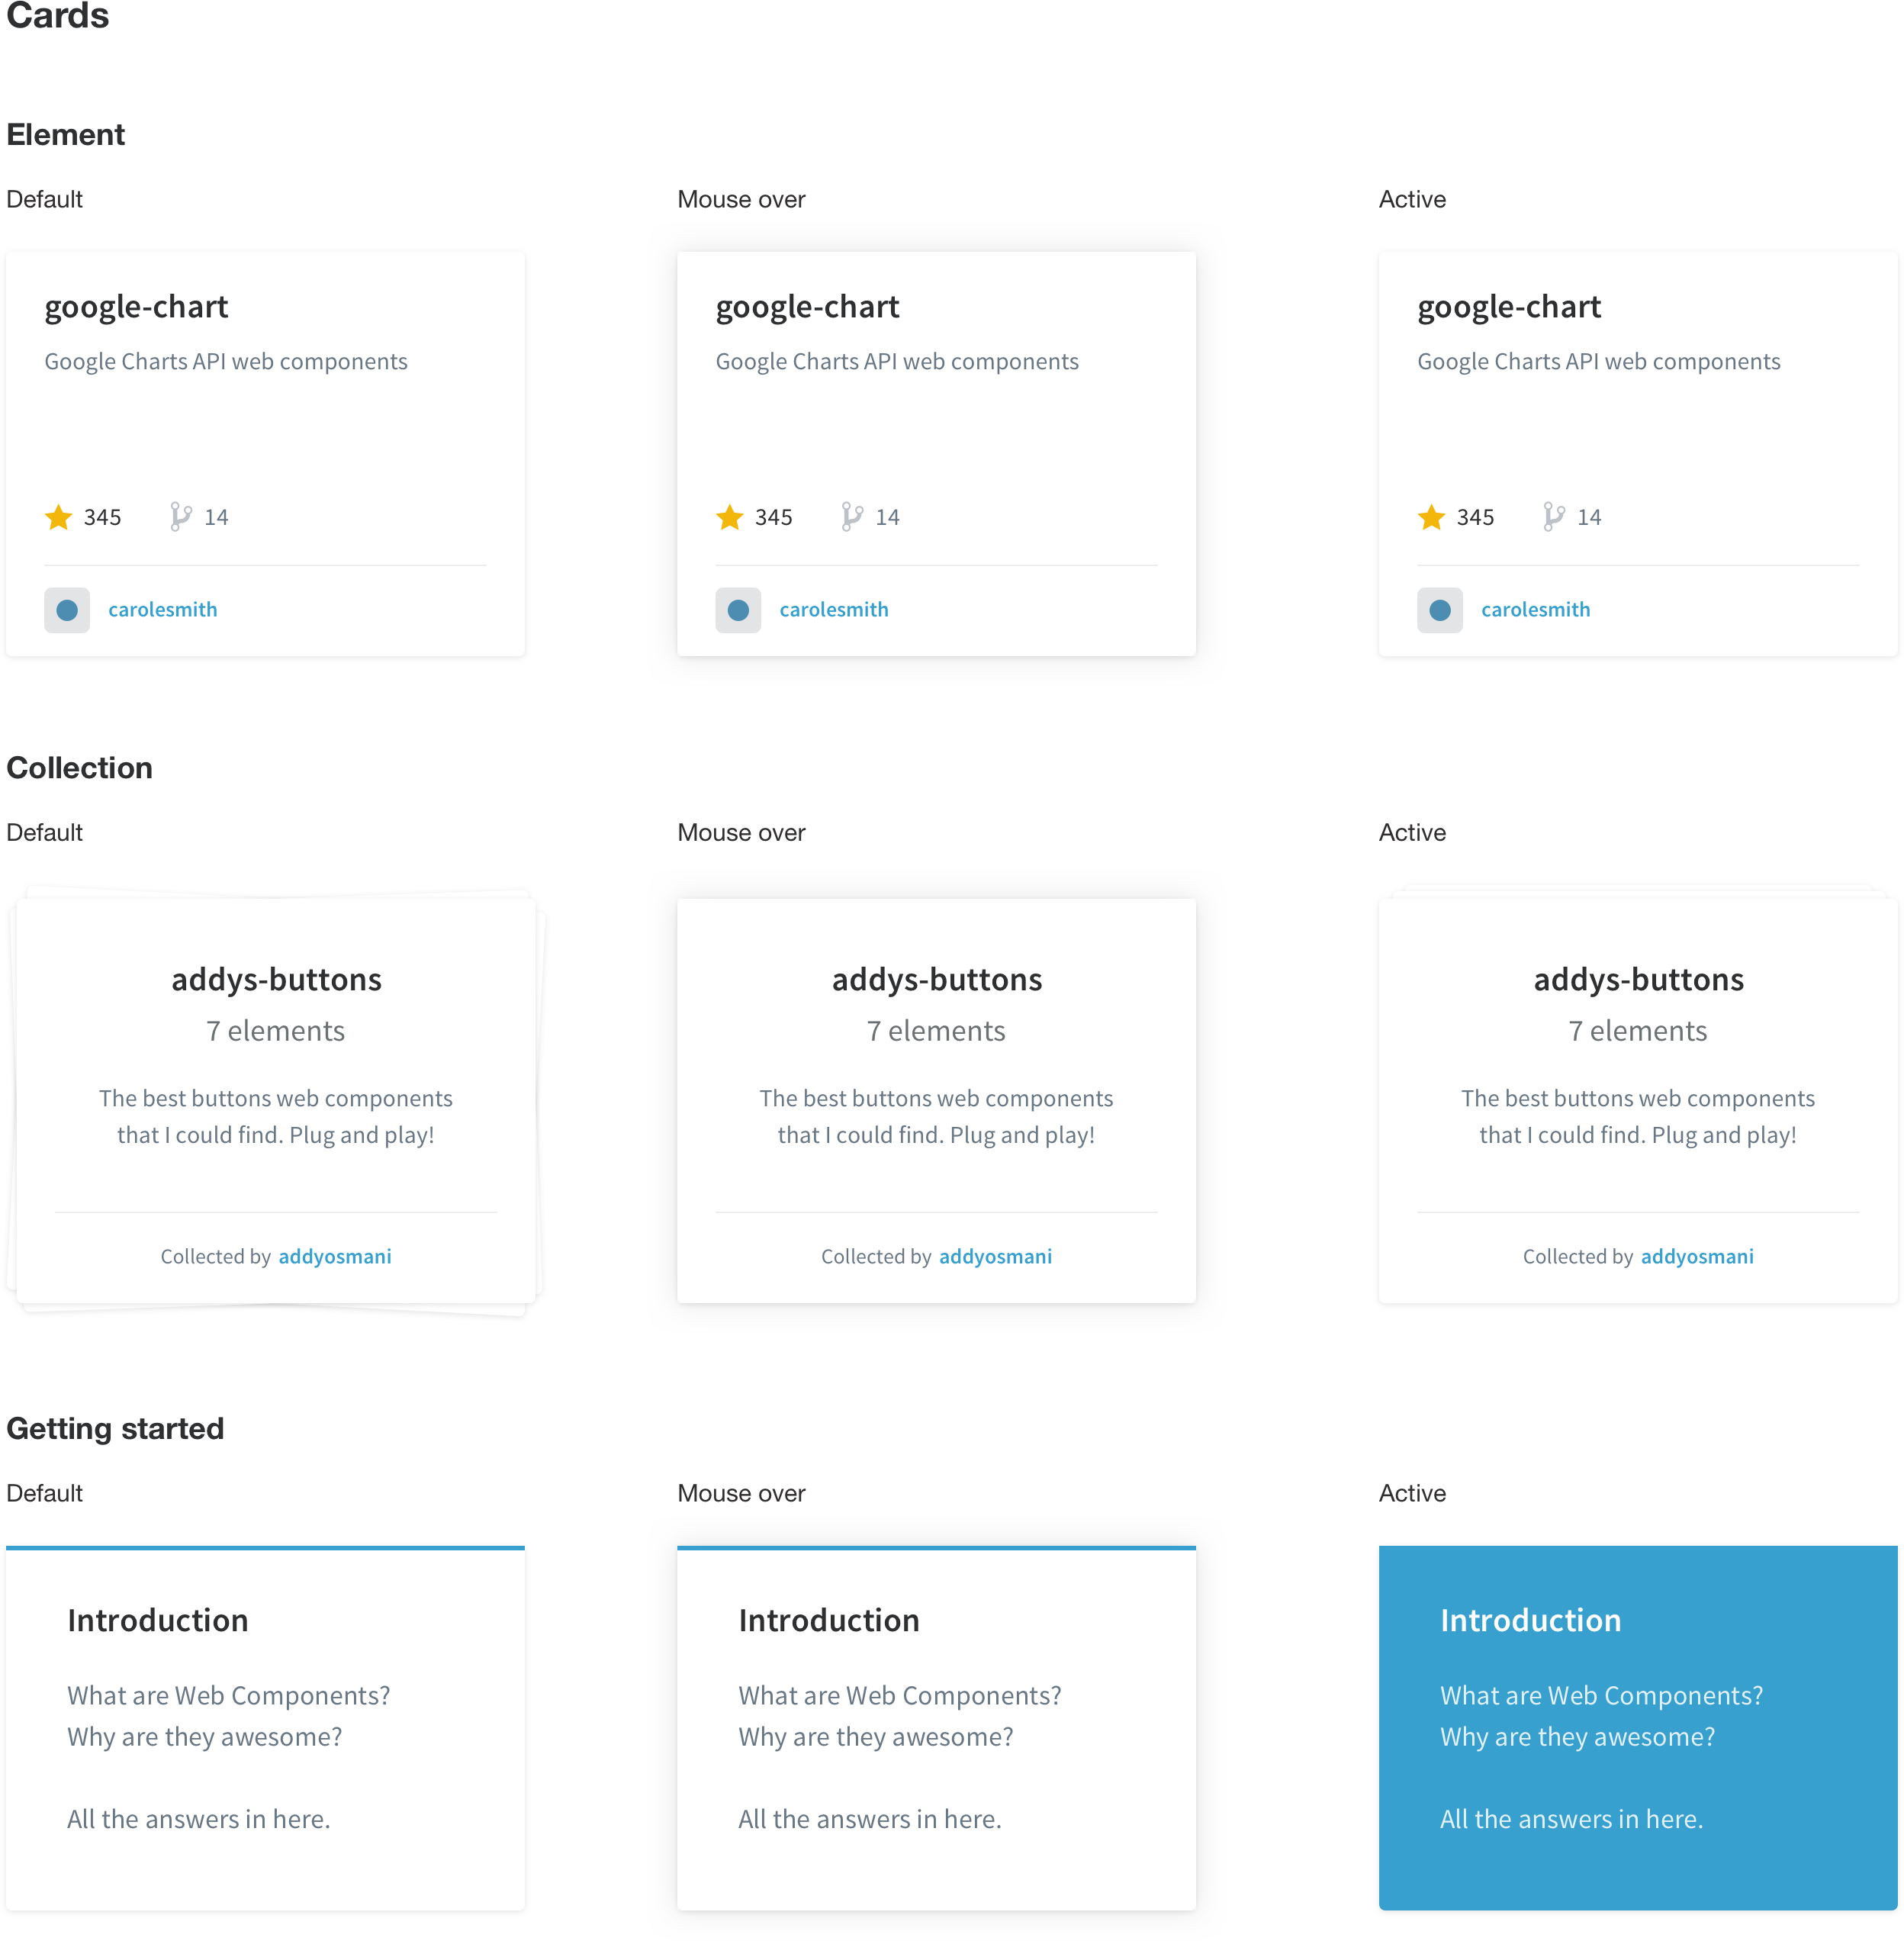 Cards
Element
Default
Mouse over
Active
google-chart
Google Charts API web components
345
14
carolesmith
google-chart
Google Charts API web components
345
14
carolesmith
google-chart
Google Charts API web components
345
14
carolesmith
Collection
Default
Mouse over
Active
addys-buttons
7 elements
The best buttons web components
that I could find. Plug and play!
Collected by addyosmani
addys-buttons
7 elements
The best buttons web components
that I could find. Plug and play!
Collected by addyosmani
addys-buttons
7 elements
The best buttons web components
that I could find. Plug and play!
Collected by addyosmani
Getting started
Default
Mouse over
Active
Introduction
What are Web Components?
Why are they awesome?
All the answers in here.
Introduction
What are Web Components?
Why are they awesome?
All the answers in here.
Introduction
What are Web Components?
Why are they awesome?
All the answers in here.